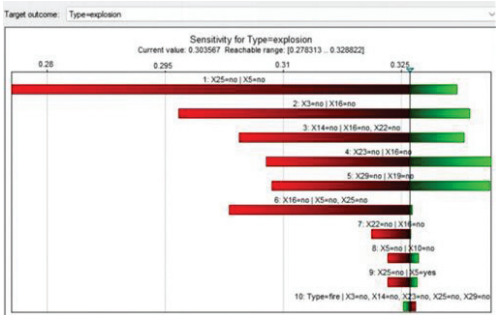 Target outcome: Type=explosion
Sensitivity for Type=explosion
Current value: 0.303567 Reachable range: [0.278313 .. 0.328822]
0.28 0.295 0.31 0.325
1: X25=no | X5=no
2: X3=no | X16=no
3: X14=no | X16=no, X22=no
4: X23=no | X16=no
5: X29=no | X19=no
6: X16=no | X5=no, X25=no
7: X22=no | X16=no
8: X5=no | X10=no
9: X25=no | X5=yes
10: Type=fire | X3=no, X14=no, X23=no, X25=no, X29=no